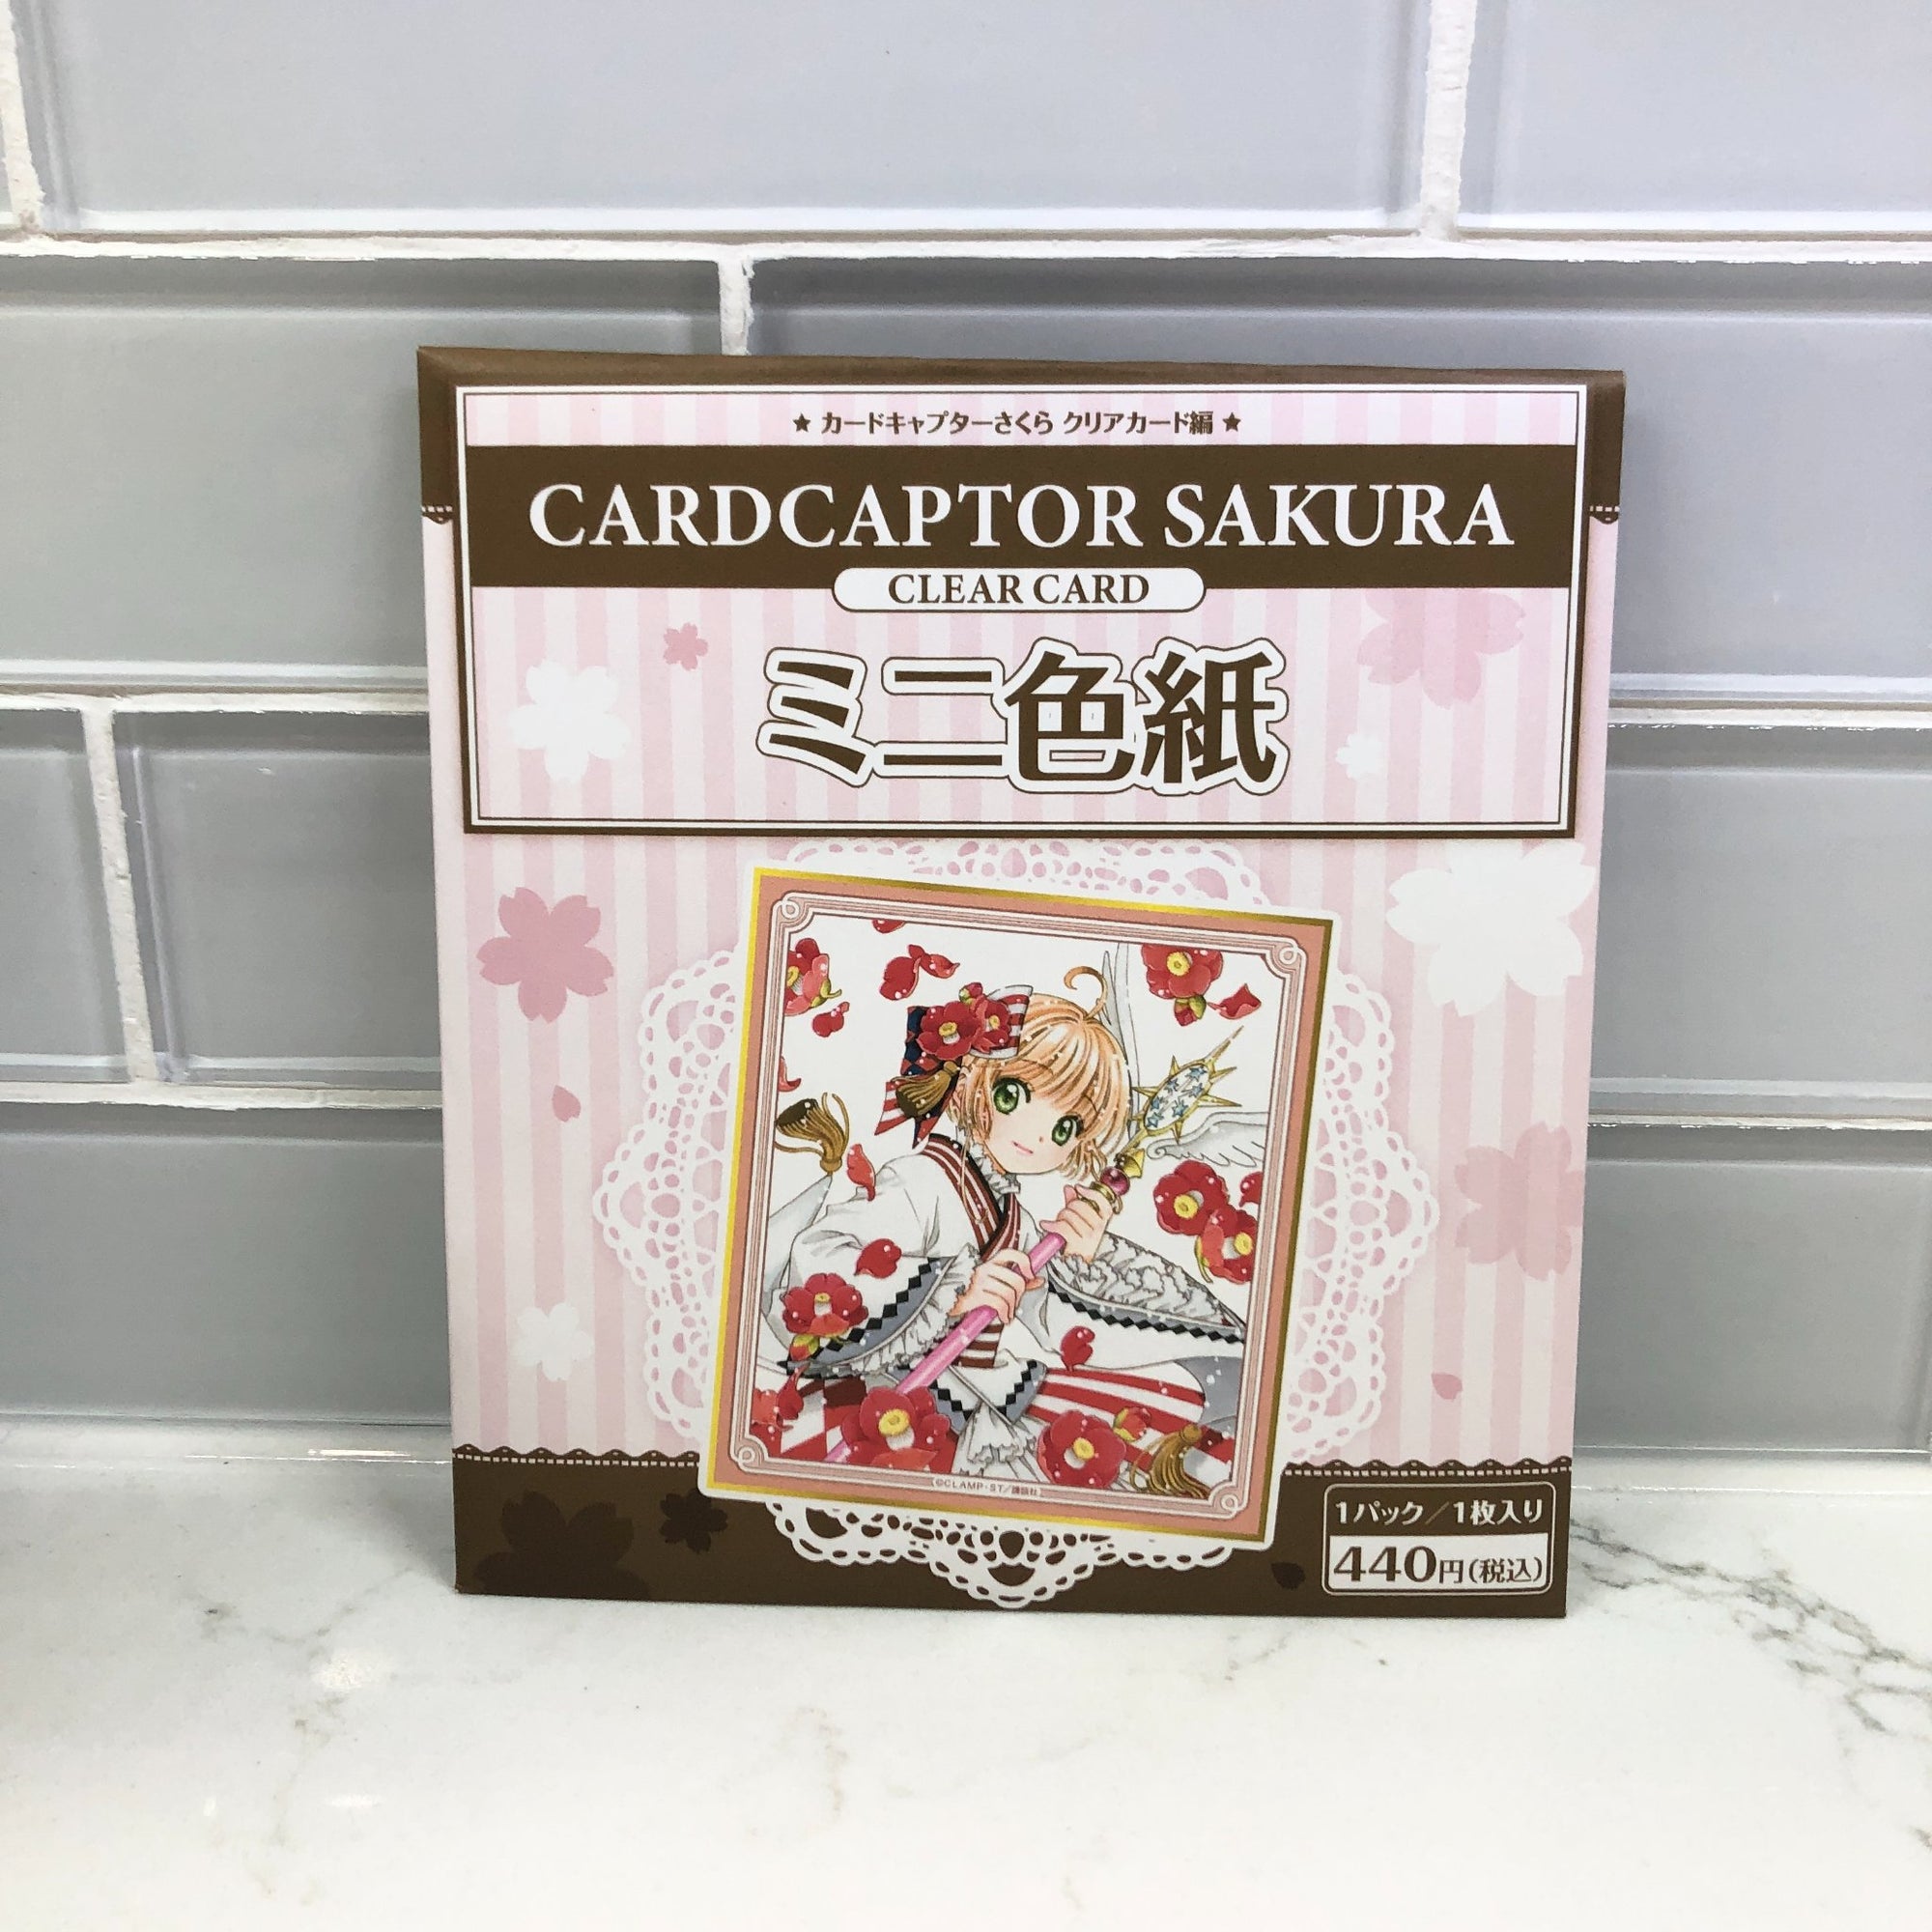 ★ カードキャプターさくら クリアカード編 ★
CARDCAPTOR SAKURA
CLEAR CARD
ミニ色紙
©CLAMP・ST/講談社
1パック/1枚入り
440円(税込)